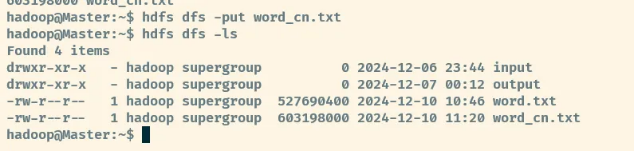 603198000 word_cn.txt
hadoop@Master:~$ hdfs dfs -put word_cn.txt
hadoop@Master:~$ hdfs dfs -ls
Found 4 items
drwxr-xr-x   - hadoop supergroup          0 2024-12-06 23:44 input
drwxr-xr-x   - hadoop supergroup          0 2024-12-07 00:12 output
-rw-r--r--   1 hadoop supergroup  527690400 2024-12-10 10:46 word.txt
-rw-r--r--   1 hadoop supergroup  603198000 2024-12-10 11:20 word_cn.txt
hadoop@Master:~$